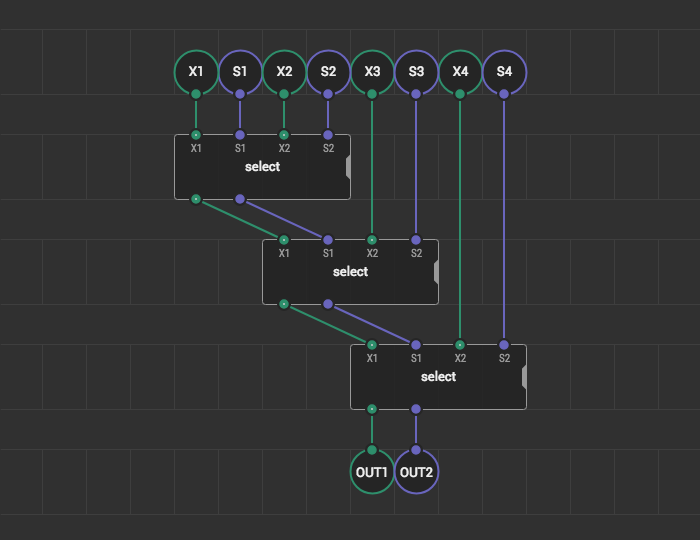 X1 S1 X2 S2 X3 S3 X4 S4
X1 S1 X2 S2
select
X1 S1 X2 S2
select
X1 S1 X2 S2
select
OUT1 OUT2